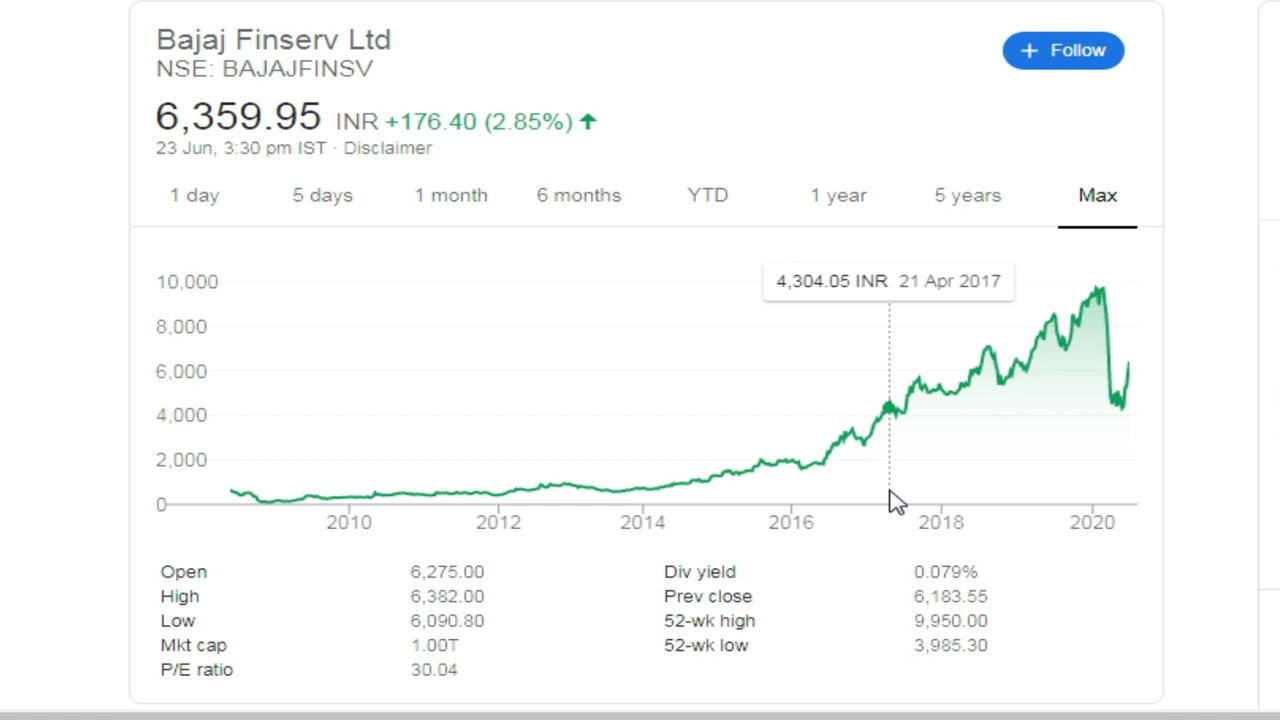 Bajaj Finserv Ltd
NSE: BAJAJFINSV
+ Follow
6,359.95 INR +176.40 (2.85%) ↑
23 Jun, 3:30 pm IST · Disclaimer
1 day 5 days 1 month 6 months YTD 1 year 5 years Max
4,304.05 INR 21 Apr 2017
10,000
8,000
6,000
4,000
2,000
0
2010 2012 2014 2016 2018 2020
Open 6,275.00 Div yield 0.079%
High 6,382.00 Prev close 6,183.55
Low 6,090.80 52-wk high 9,950.00
Mkt cap 1.00T 52-wk low 3,985.30
P/E ratio 30.04